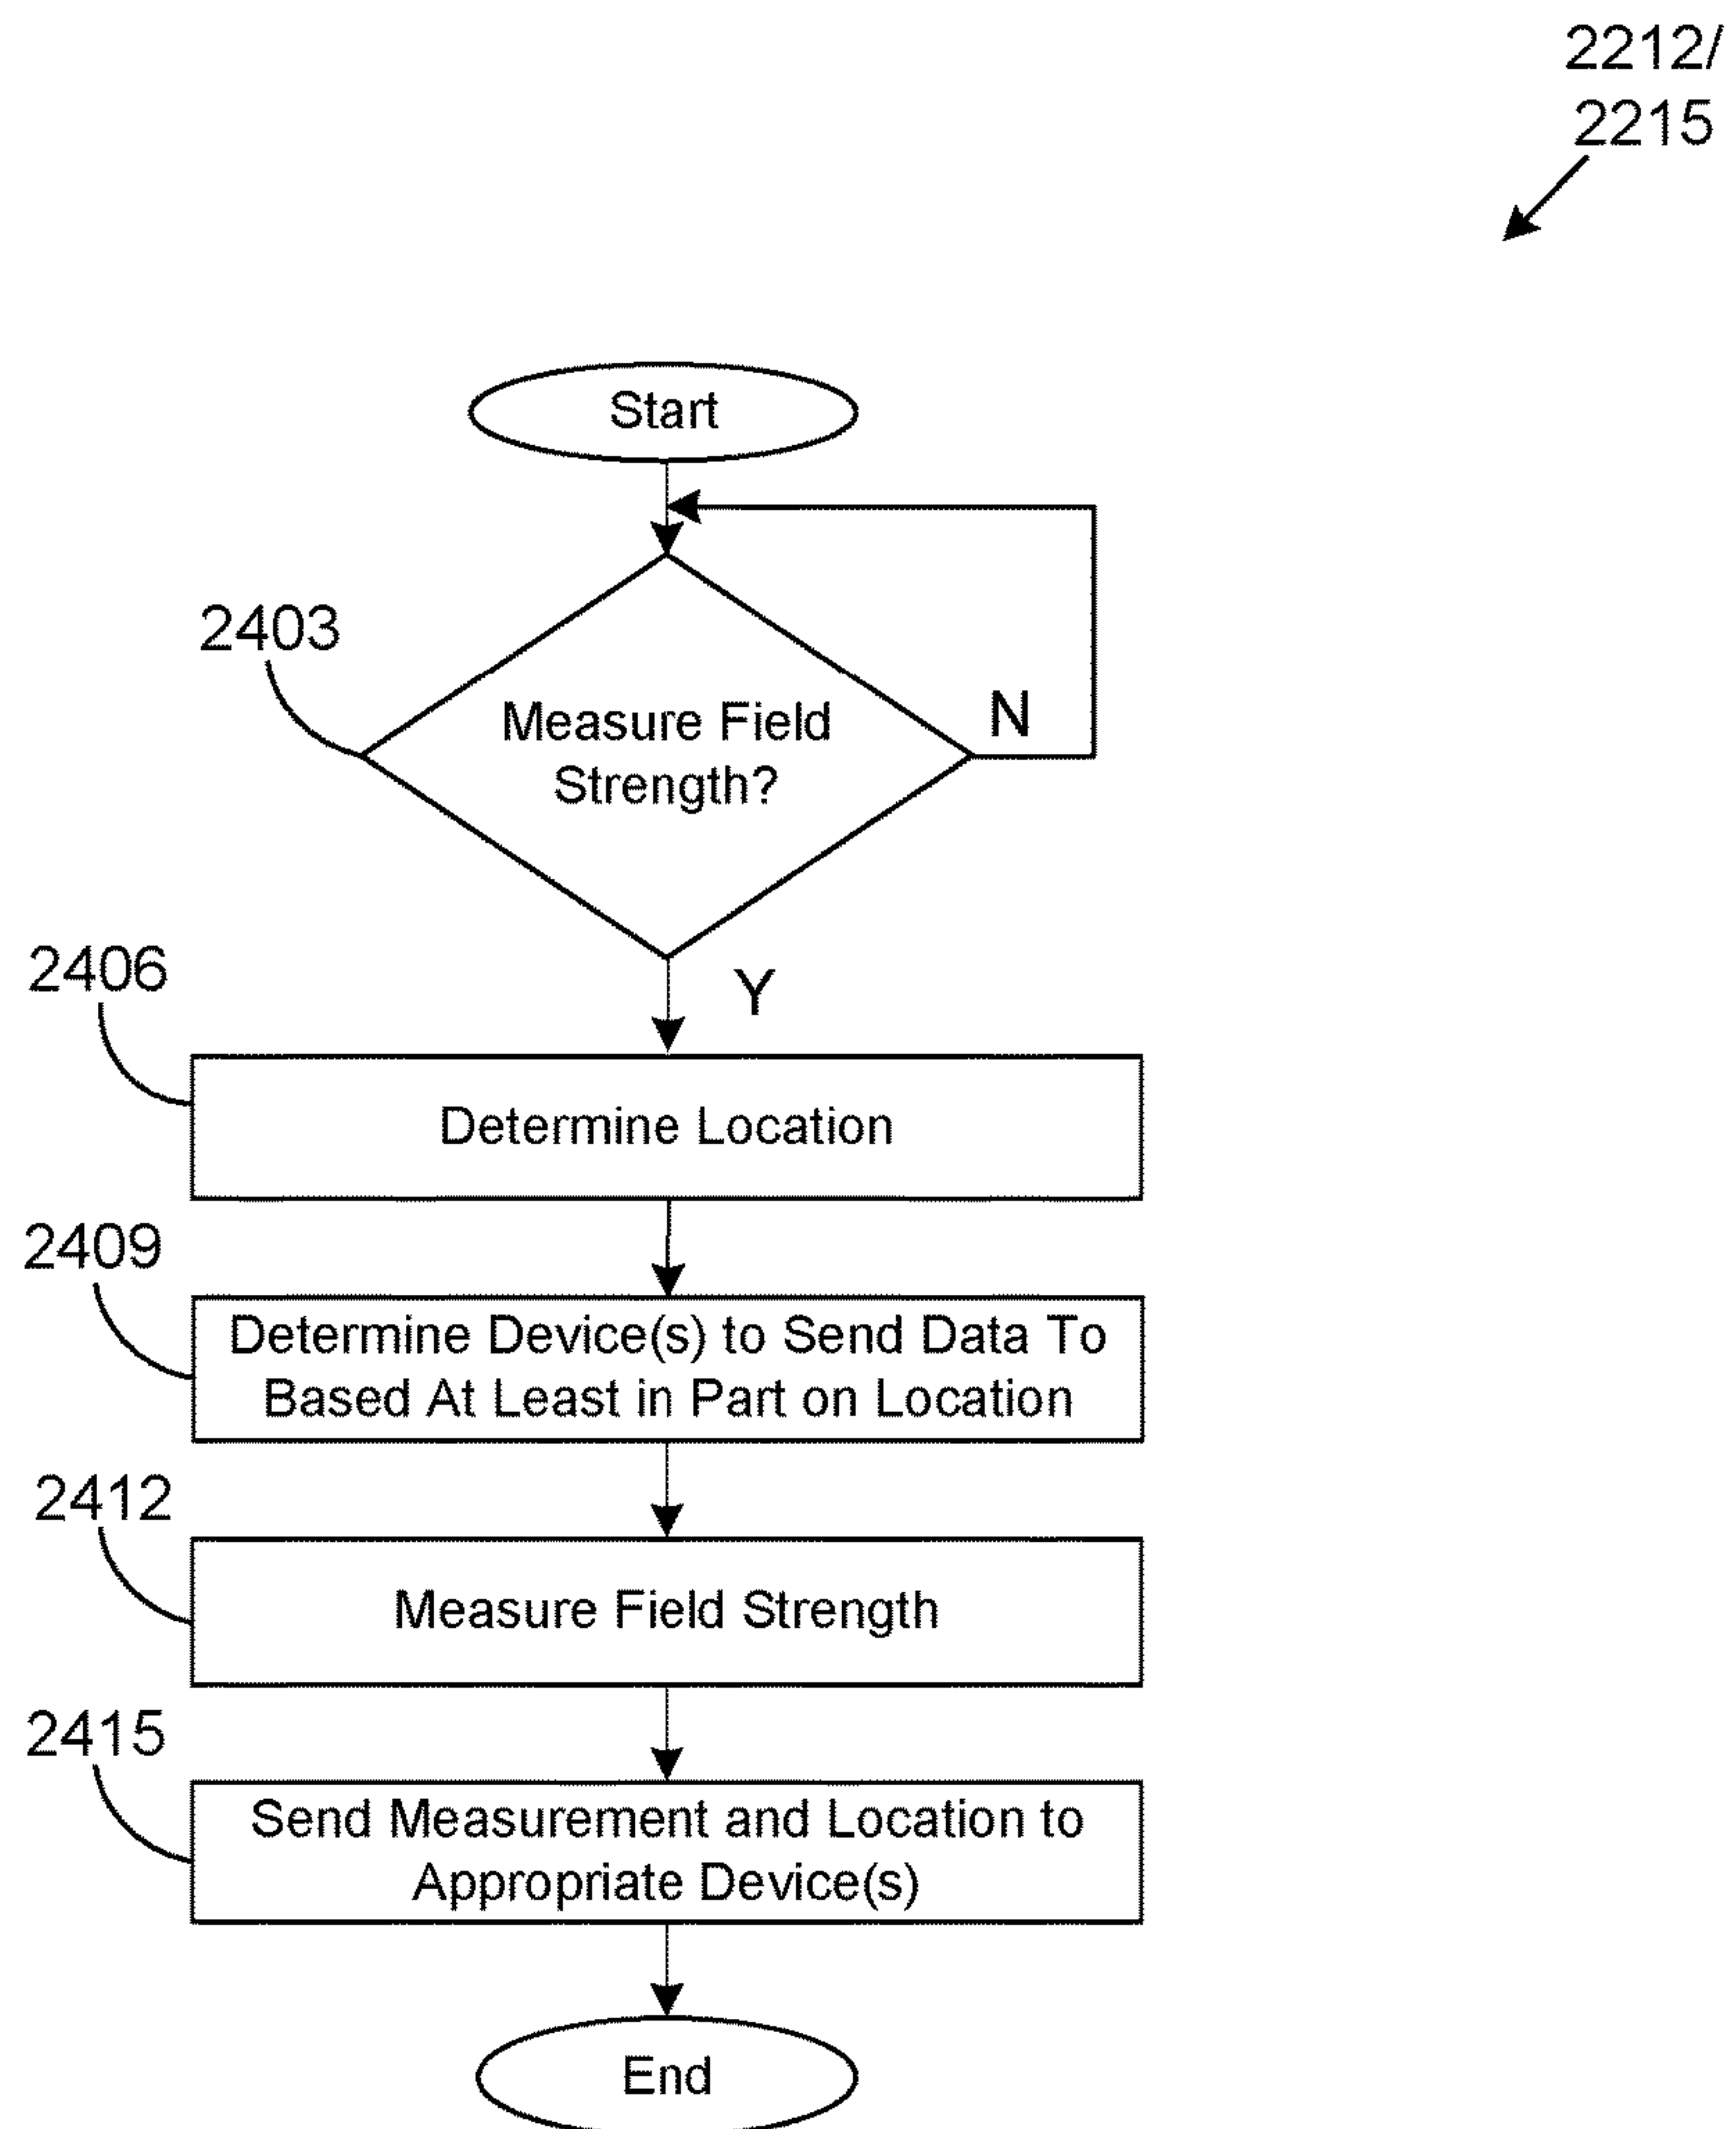 2212/
2215
Start
2403
Measure Field
Strength?
N
Y
2406
Determine Location
2409
Determine Device(s) to Send Data To
Based At Least in Part on Location
2412
Measure Field Strength
2415
Send Measurement and Location to
Appropriate Device(s)
End